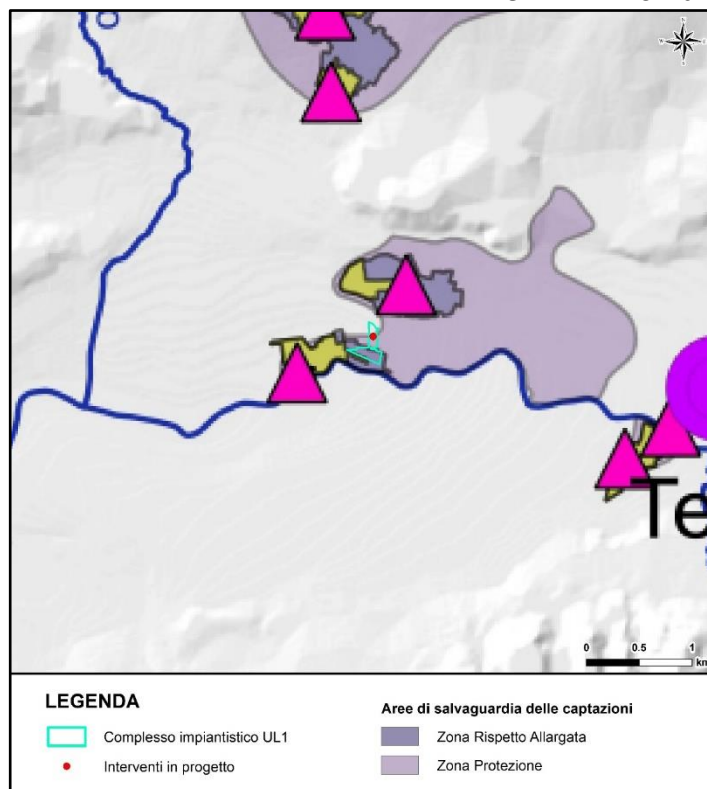 Te
0 0.5 1
km
LEGENDA
Complesso impiantistico UL1
Interventi in progetto
Aree di salvaguardia delle captazioni
Zona Rispetto Allargata
Zona Protezione